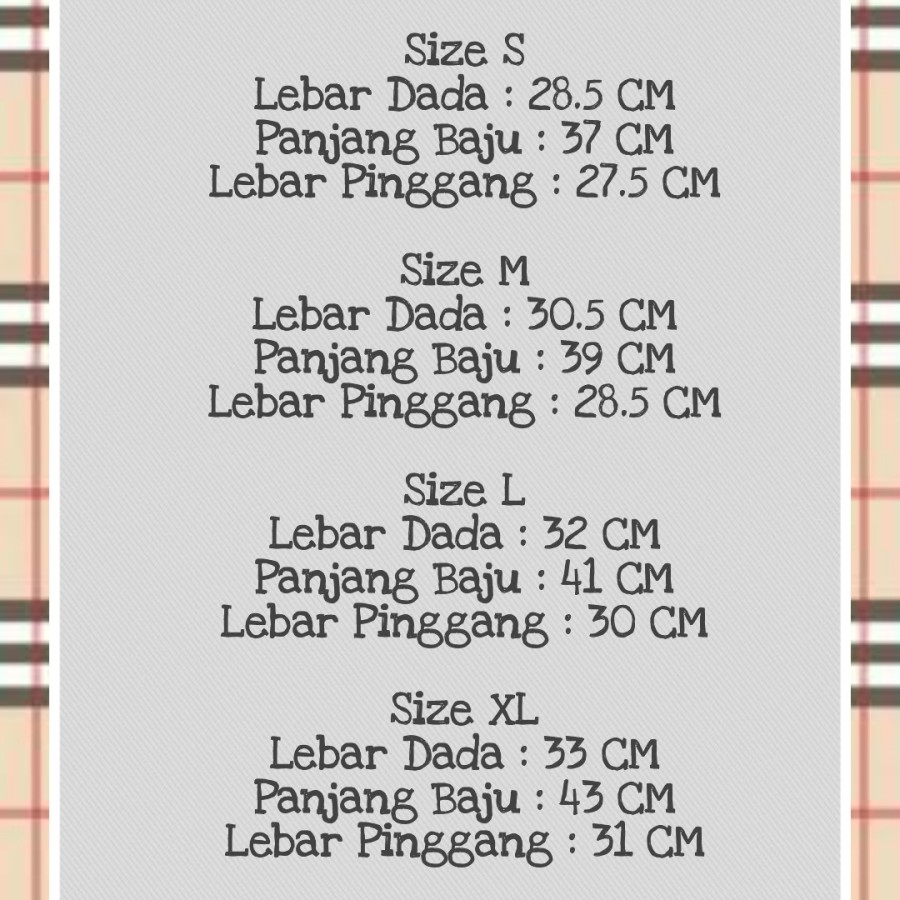 Size S
Lebar Dada : 28.5 CM
Panjang Baju : 37 CM
Lebar Pinggang : 27.5 CM
Size M
Lebar Dada : 30.5 CM
Panjang Baju : 39 CM
Lebar Pinggang : 28.5 CM
Size L
Lebar Dada : 32 CM
Panjang Baju : 41 CM
Lebar Pinggang : 30 CM
Size XL
Lebar Dada : 33 CM
Panjang Baju : 43 CM
Lebar Pinggang : 31 CM